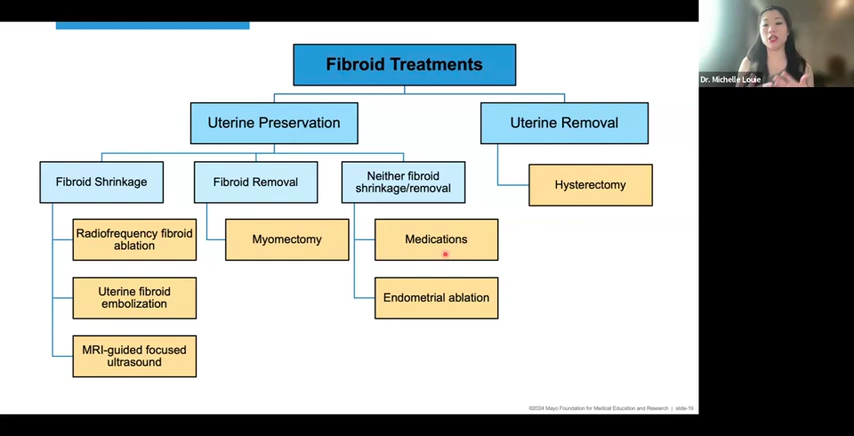 Fibroid Treatments
Uterine Preservation
Uterine Removal
Fibroid Shrinkage
Fibroid Removal
Neither fibroid
shrinkage/removal
Hysterectomy
Radiofrequency fibroid
ablation
Myomectomy
Medications
Uterine fibroid
embolization
Endometrial ablation
MRI-guided focused
ultrasound
©2024 Mayo Foundation for Medical Education and Research | slide-19
Dr. Michelle Louie